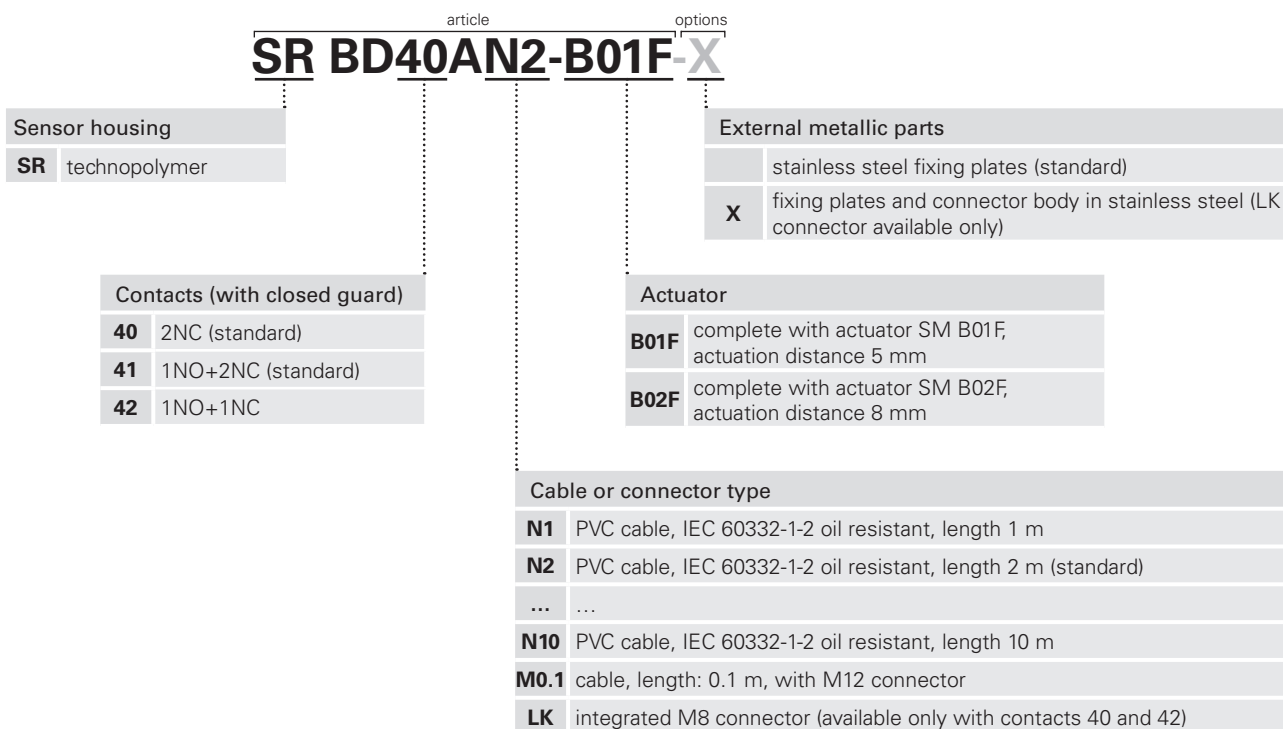 article options
SR BD40AN2-B01F-X
Sensor housing
SR technopolymer
External metallic parts
stainless steel fixing plates (standard)
X fixing plates and connector body in stainless steel (LK
connector available only)
Contacts (with closed guard)
40 2NC (standard)
41 1NO+2NC (standard)
42 1NO+1NC
Actuator
B01F complete with actuator SM B01F,
actuation distance 5 mm
B02F complete with actuator SM B02F,
actuation distance 8 mm
Cable or connector type
N1 PVC cable, IEC 60332-1-2 oil resistant, length 1 m
N2 PVC cable, IEC 60332-1-2 oil resistant, length 2 m (standard)
... ...
N10 PVC cable, IEC 60332-1-2 oil resistant, length 10 m
M0.1 cable, length: 0.1 m, with M12 connector
LK integrated M8 connector (available only with contacts 40 and 42)